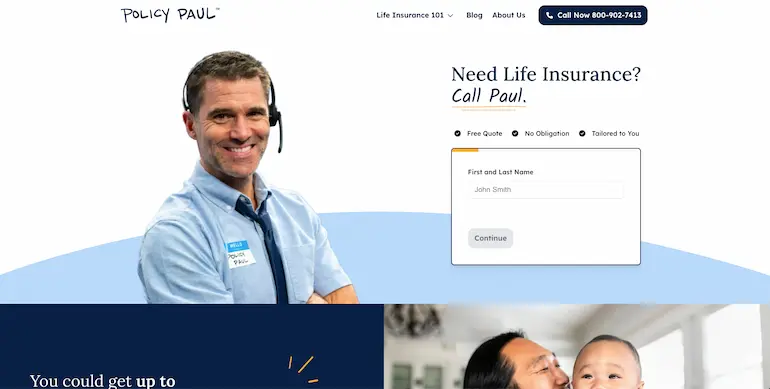 POLICY PAUL™
Life Insurance 101
Blog
About Us
Call Now 800-902-7413
Need Life Insurance?
Call Paul.
Free Quote
No Obligation
Tailored to You
First and Last Name
John Smith
Continue
HELLO
POLICY
PAUL
You could get up to